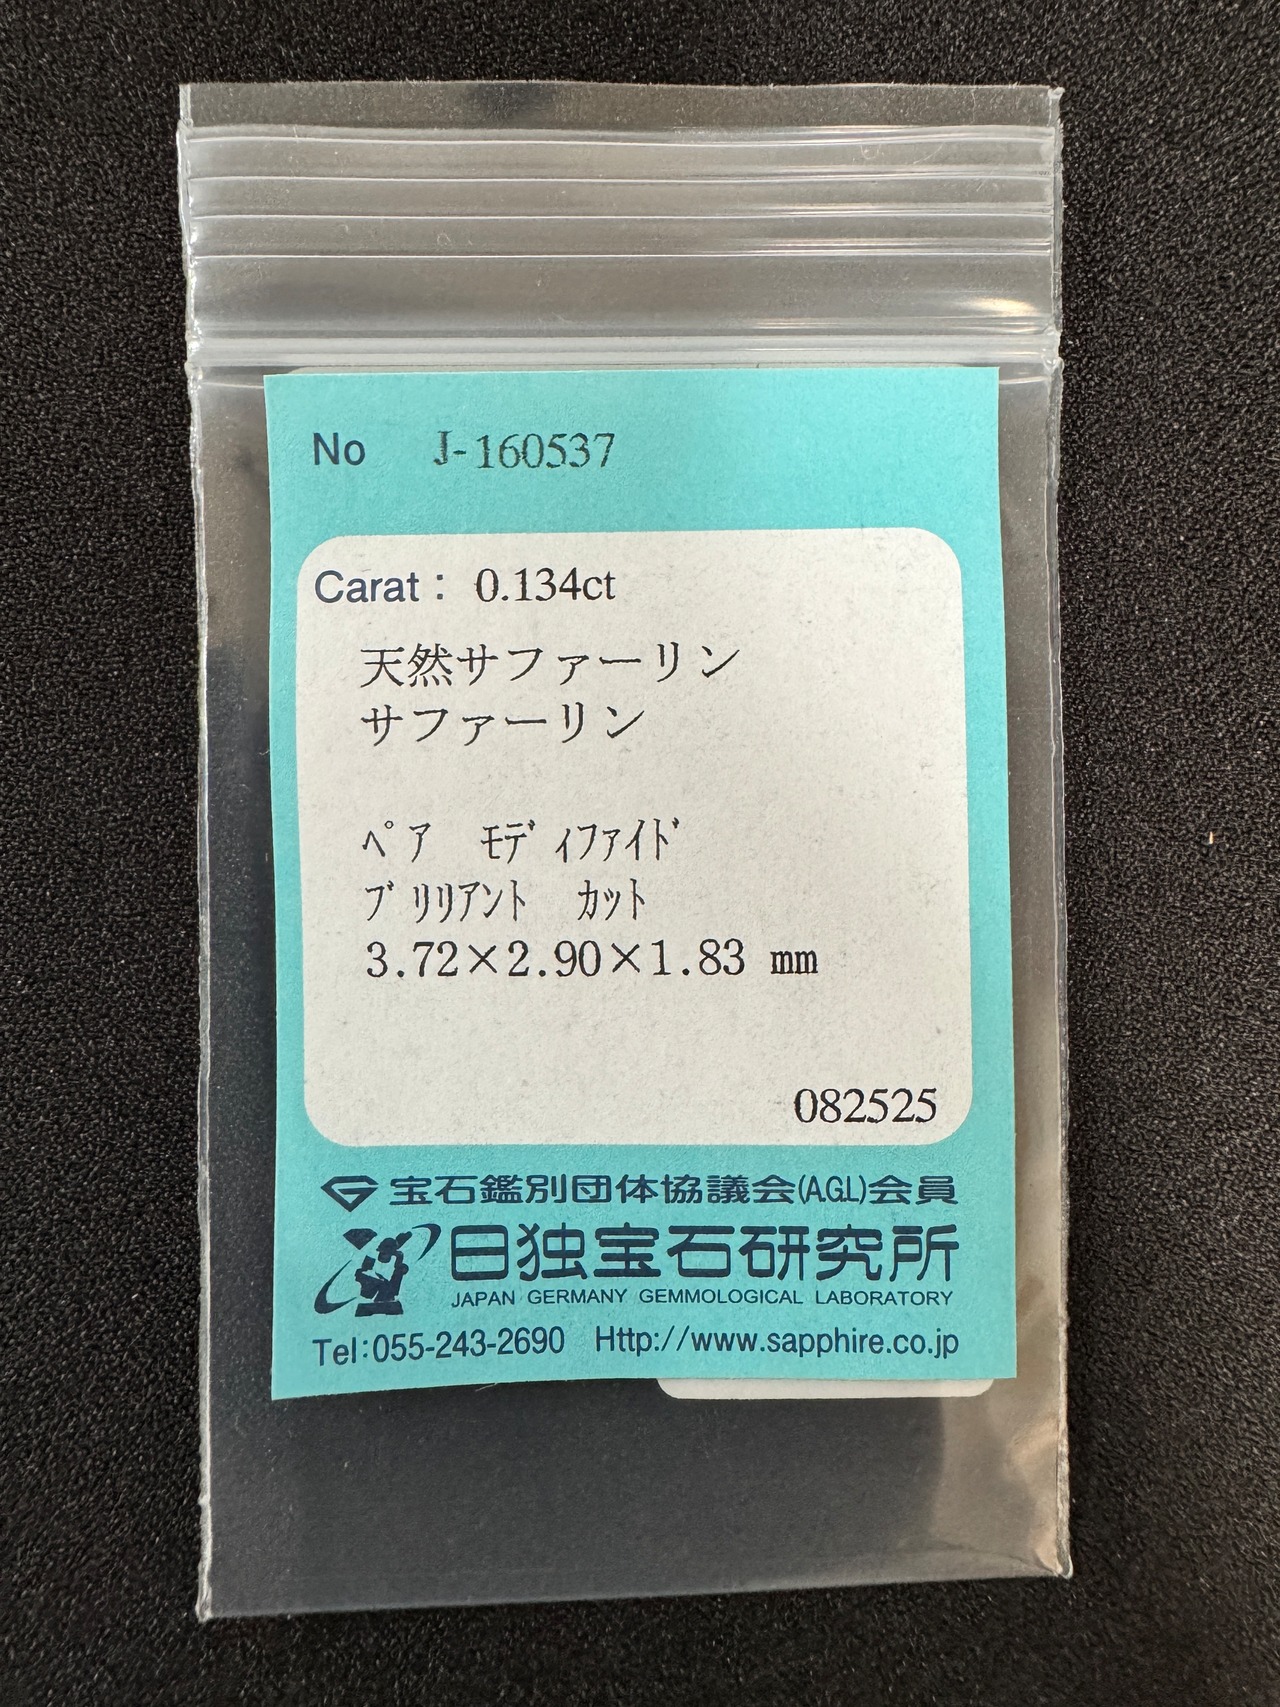 No J-160537
Carat: 0.134ct
天然サファーリン
サファーリン
ﾍﾟｱ ﾓﾃﾞｨﾌｧｲﾄﾞ
ﾌﾞﾘﾘｱﾝﾄ ｶｯﾄ
3.72×2.90×1.83 mm
082525
宝石鑑別団体協議会(A.G.L)会員
日独宝石研究所
JAPAN GERMANY GEMMOLOGICAL LABORATORY
Tel:055-243-2690 Http://www.sapphire.co.jp